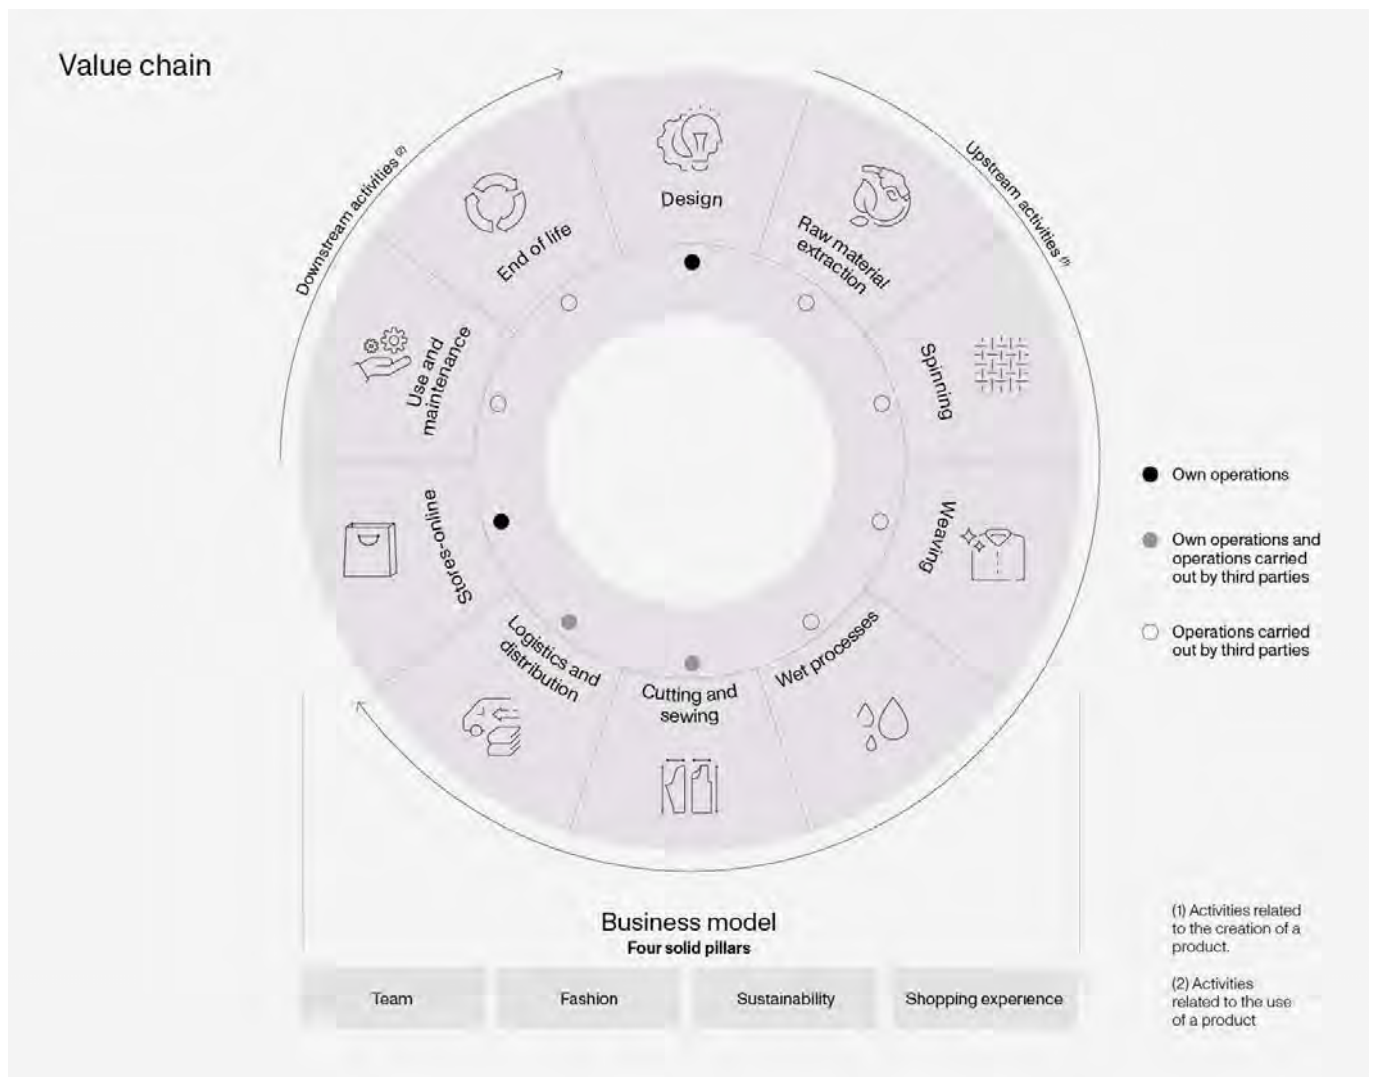 Value chain
Downstream activities (2)
Upstream activities (1)
Design
Raw material
extraction
Spinning
Weaving
Wet processes
Cutting and
sewing
Logistics and
distribution
Stores-online
Use and
maintenance
End of life
Own operations
Own operations and
operations carried
out by third parties
Operations carried
out by third parties
Business model
Four solid pillars
Team
Fashion
Sustainability
Shopping experience
(1) Activities related
to the creation of a
product.
(2) Activities
related to the use
of a product